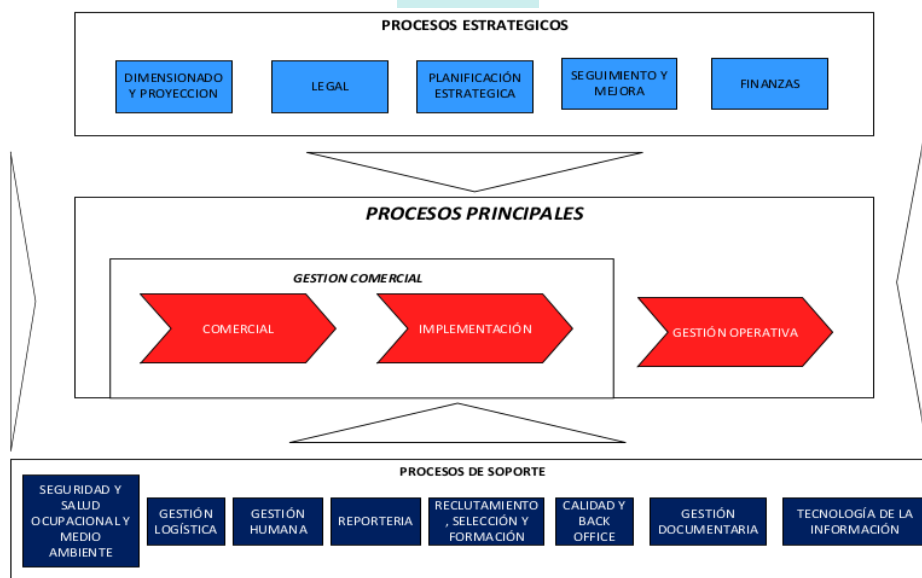 PROCESOS ESTRATEGICOS
DIMENSIONADO
Y PROYECCION
LEGAL
PLANIFICACIÓN
ESTRATEGICA
SEGUIMIENTO Y
MEJORA
FINANZAS
PROCESOS PRINCIPALES
GESTION COMERCIAL
COMERCIAL
IMPLEMENTACIÓN
GESTIÓN OPERATIVA
PROCESOS DE SOPORTE
SEGURIDAD Y
SALUD
OCUPACIONAL Y
MEDIO
AMBIENTE
GESTIÓN
LOGÍSTICA
GESTIÓN
HUMANA
REPORTERIA
RECLUTAMIENTO
, SELECCIÓN Y
FORMACIÓN
CALIDAD Y
BACK
OFFICE
GESTIÓN
DOCUMENTARIA
TECNOLOGÍA DE LA
INFORMACIÓN